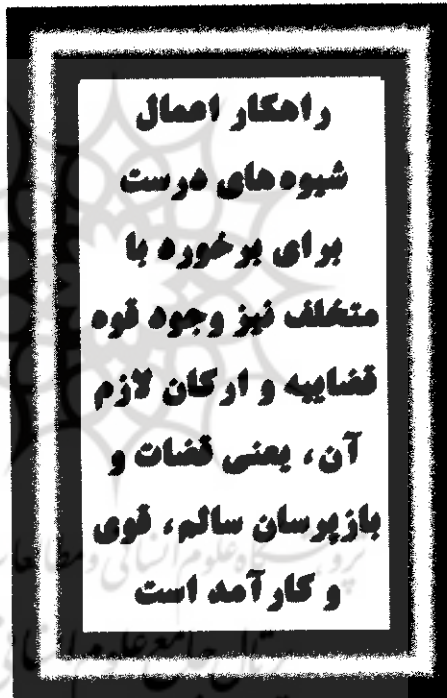 راهکار اعمال
شیوه های درست
برای برخورد با
متخلف نیز وجود قوه
قضاییه و ارکان لازم
آن، یعنی قضات و
بازپرسان سالم، قوی
و کارآمد است